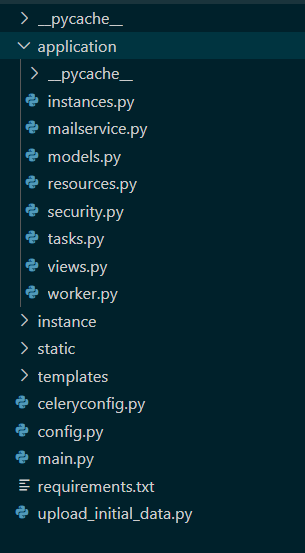 __pycache__
application
__pycache__
instances.py
mailservice.py
models.py
resources.py
security.py
tasks.py
views.py
worker.py
instance
static
templates
celeryconfig.py
config.py
main.py
requirements.txt
upload_initial_data.py